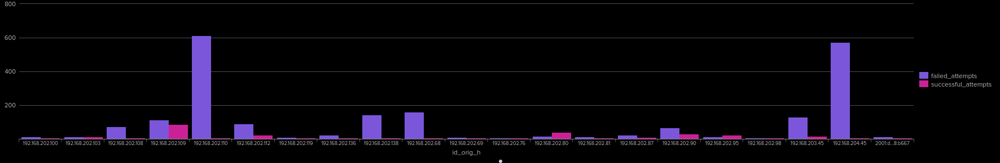 800
600
400
200
failed_attempts
successful_attempts
192.168.202.100 192.168.202.103 192.168.202.108 192.168.202.109 192.168.202.110 192.168.202.112 192.168.202.119 192.168.202.136 192.168.202.138 192.168.202.68 192.168.202.69 192.168.202.76 192.168.202.80 192.168.202.81 192.168.202.87 192.168.202.90 192.168.202.95 192.168.202.98 192.168.203.45 192.168.204.45 2001:d...8:b667
id_orig_h